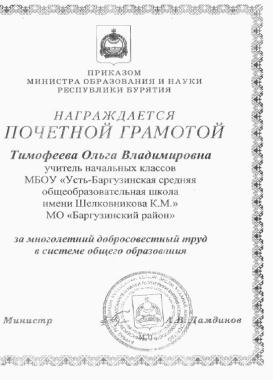 ПРИКАЗОМ
МИНИСТРА ОБРАЗОВАНИЯ И НАУКИ
РЕСПУБЛИКИ БУРЯТИЯ
НАГРАЖДАЕТСЯ
ПОЧЕТНОЙ ГРАМОТОЙ
Тимофеева Ольга Владимировна
учитель начальных классов
МБОУ «Усть-Баргузинская средняя
общеобразовательная школа
имени Шелковникова К.М.»
МО «Баргузинский район»
за многолетний добросовестный труд
в системе общего образования
Министр А.В. Дамдинов